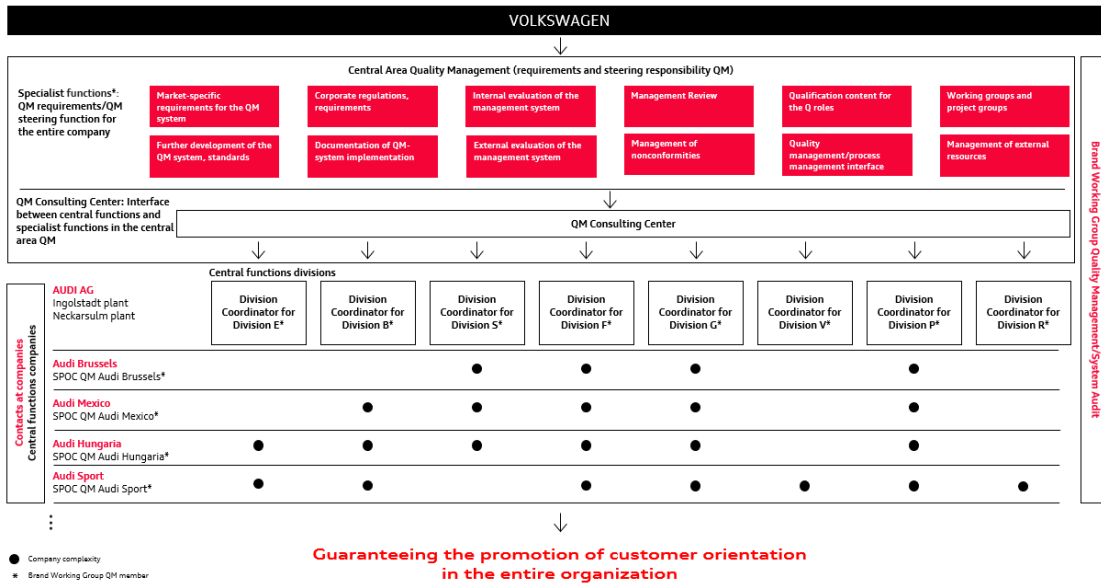 VOLKSWAGEN
Central Area Quality Management (requirements and steering responsibility QM)
Specialist functions*:
QM requirements/QM
steering function for
the entire company
Market-specific
requirements for the QM
system
Corporate regulations,
requirements
Internal evaluation of the
management system
Management Review
Qualification content for
the Q roles
Working groups and
project groups
Further development of the
QM system, standards
Documentation of QM-
system implementation
External evaluation of the
management system
Management of
nonconformities
Quality
management/process
management interface
Management of external
resources
QM Consulting Center: Interface
between central functions and
specialist functions in the central
area QM
QM Consulting Center
Central functions divisions
AUDI AG
Ingolstadt plant
Neckarsulm plant
Division
Coordinator for
Division E*
Division
Coordinator for
Division B*
Division
Coordinator for
Division S*
Division
Coordinator for
Division F*
Division
Coordinator for
Division G*
Division
Coordinator for
Division V*
Division
Coordinator for
Division P*
Division
Coordinator for
Division R*
Contacts at companies
Central functions companies
Audi Brussels
SPOC QM Audi Brussels*
Audi Mexico
SPOC QM Audi Mexico*
Audi Hungaria
SPOC QM Audi Hungaria*
Audi Sport
SPOC QM Audi Sport*
Brand Working Group Quality Management/System Audit
Company complexity
* Brand Working Group QM member
Guaranteeing the promotion of customer orientation
in the entire organization